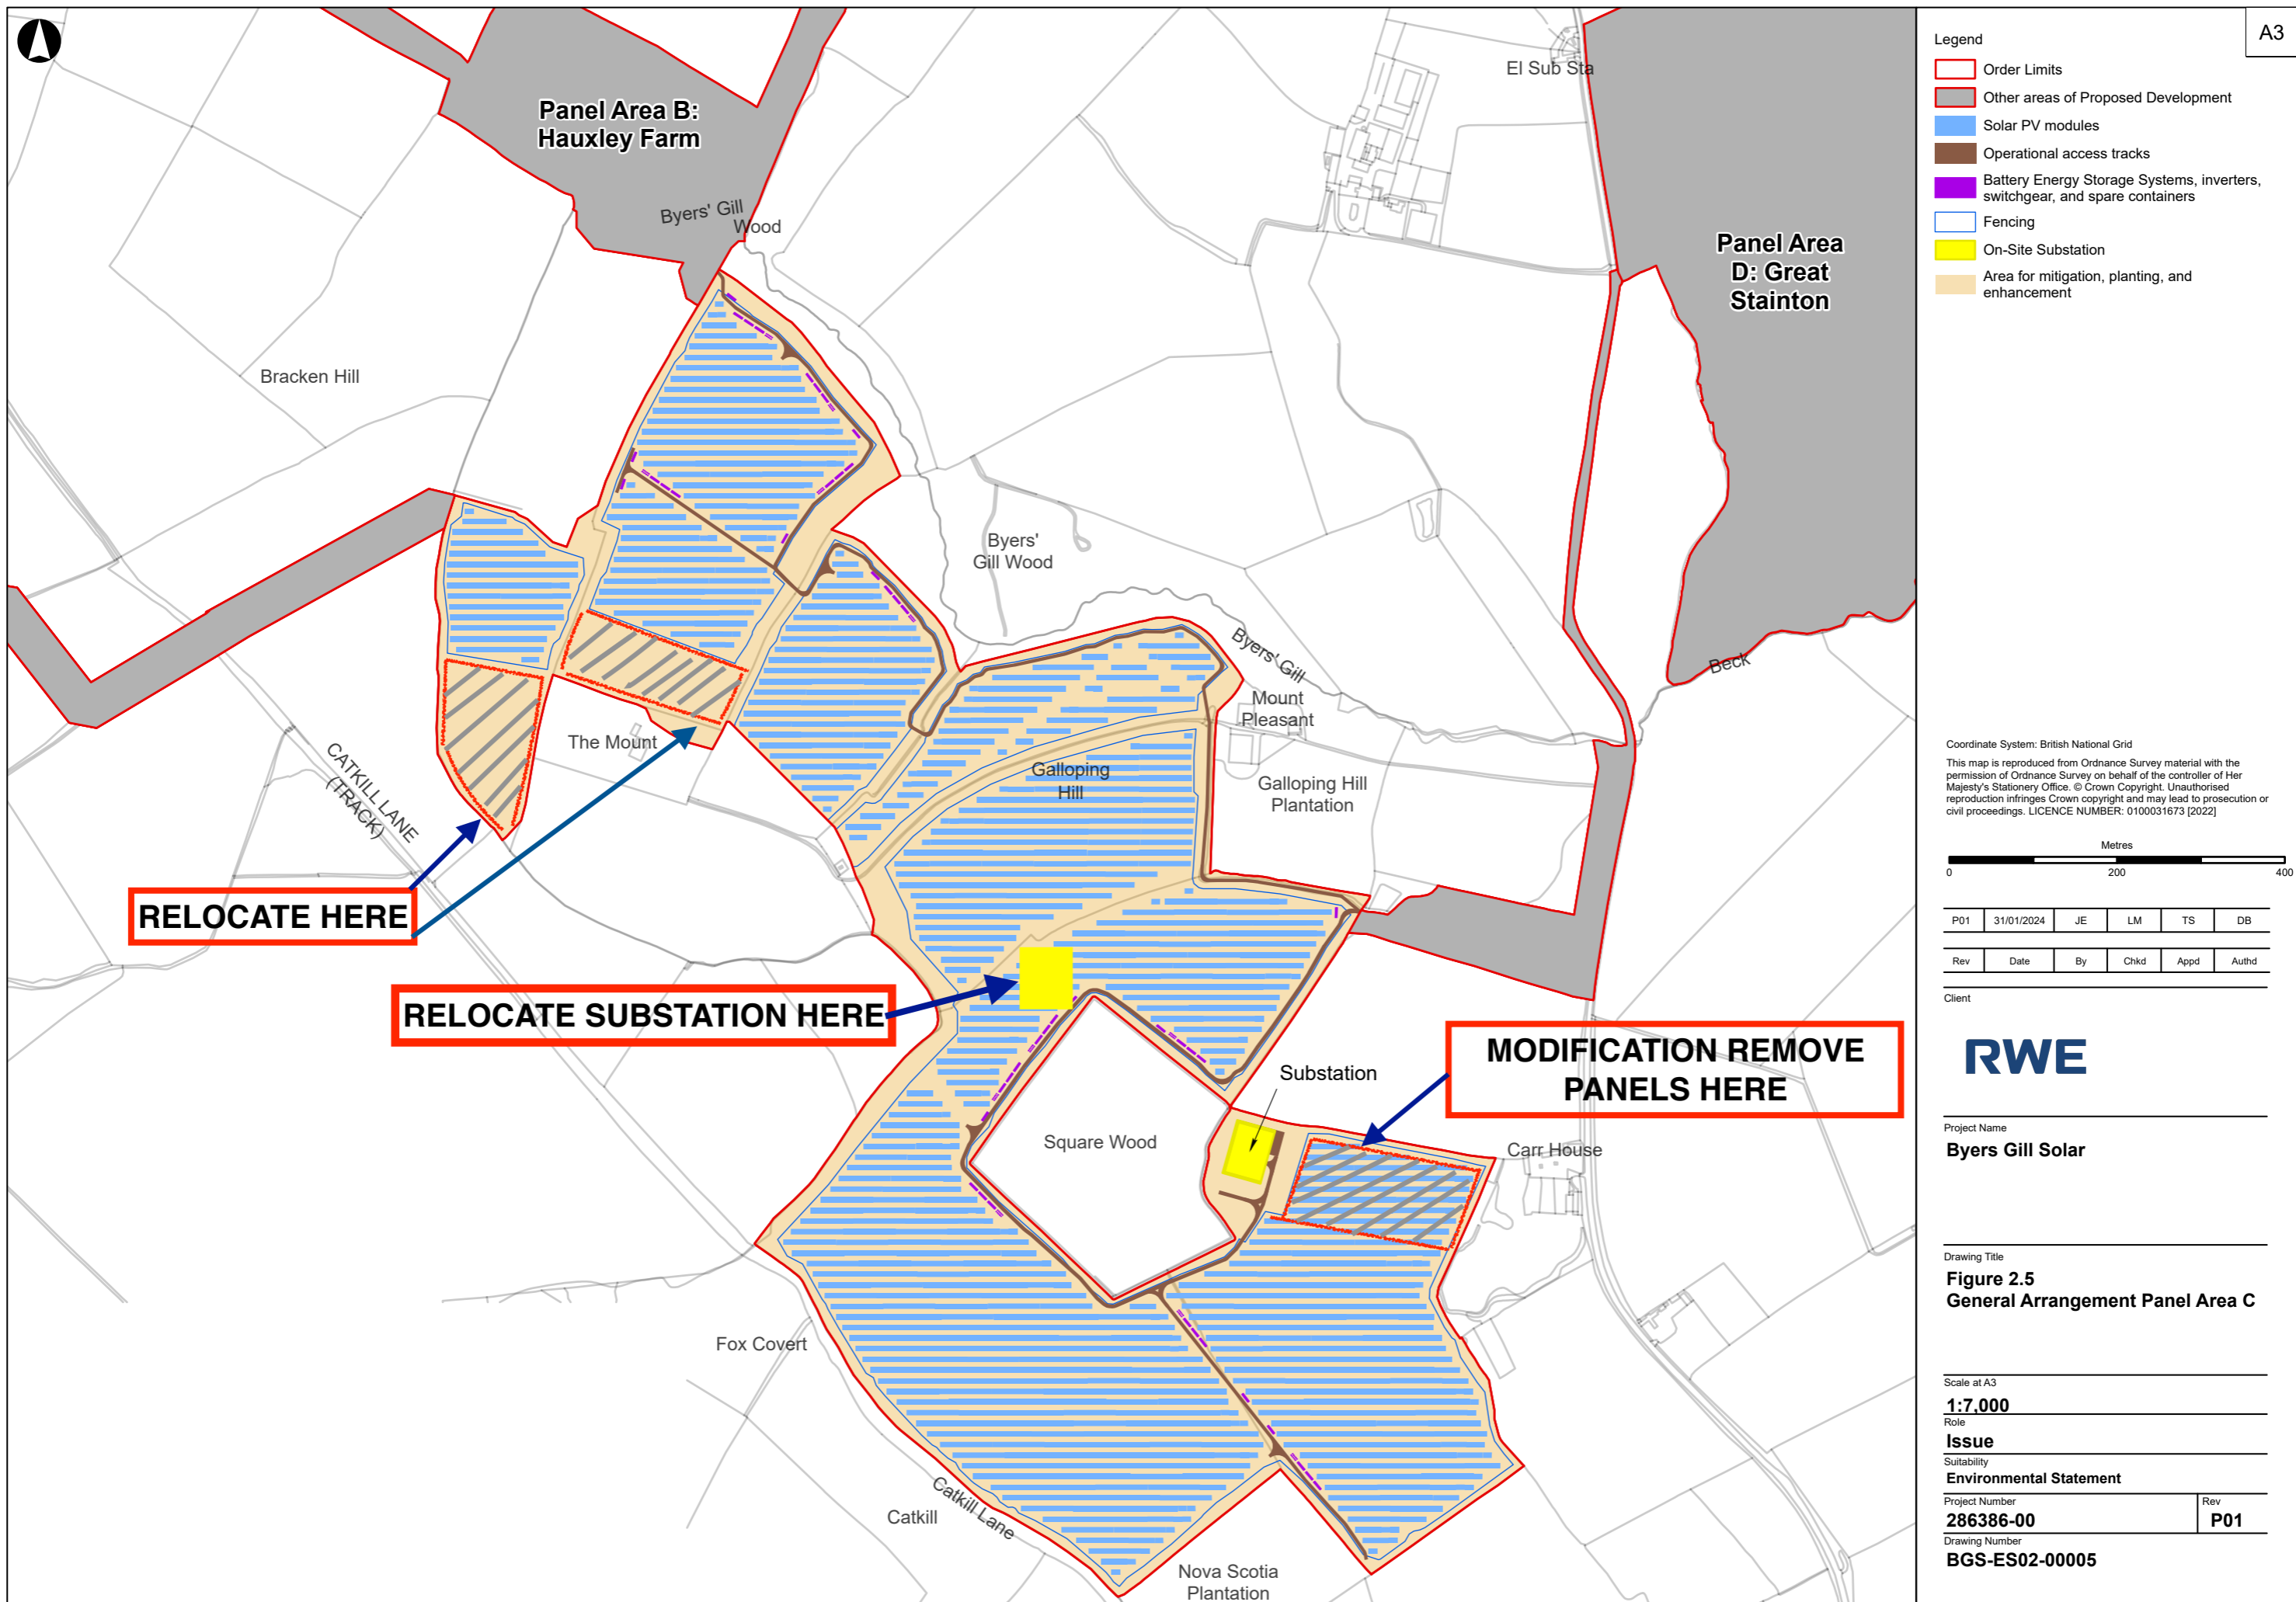 A3
Legend
Order Limits
Other areas of Proposed Development
Solar PV modules
Operational access tracks
Battery Energy Storage Systems, inverters,
switchgear, and spare containers
Fencing
On-Site Substation
Area for mitigation, planting, and
enhancement
El Sub Sta
Panel Area B:
Hauxley Farm
Byers' Gill
Wood
Panel Area
D: Great
Stainton
Bracken Hill
Byers'
Gill Wood
Byers' Gill
Beck
Mount
Pleasant
The Mount
CATKILL LANE
(TRACK)
Galloping
Hill
Galloping Hill
Plantation
RELOCATE HERE
RELOCATE SUBSTATION HERE
MODIFICATION REMOVE
PANELS HERE
Substation
Square Wood
Carr House
Fox Covert
Catkill Lane
Catkill
Nova Scotia
Plantation
Coordinate System: British National Grid
This map is reproduced from Ordnance Survey material with the
permission of Ordnance Survey on behalf of the controller of Her
Majesty's Stationery Office. © Crown Copyright. Unauthorised
reproduction infringes Crown copyright and may lead to prosecution or
civil proceedings. LICENCE NUMBER: 0100031673 [2022]
Metres
0 200 400
P01 31/01/2024 JE LM TS DB
Rev Date By Chkd Appd Authd
Client
RWE
Project Name
Byers Gill Solar
Drawing Title
Figure 2.5
General Arrangement Panel Area C
Scale at A3
1:7,000
Role
Issue
Suitability
Environmental Statement
Project Number Rev
286386-00 P01
Drawing Number
BGS-ES02-00005